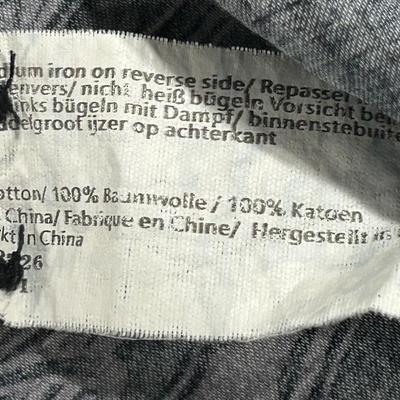 ium iron on reverse side/ Repasser
envers/ nicht heiß bügeln Vorsicht bei
links bügeln mit Dampf/ binnenstebuite
ddelgroot ijzer op achterkant
otton/ 100% Baumwolle / 100% Katoen
China/ Fabrique en Chine/ Hergestellt in
kt in China
26